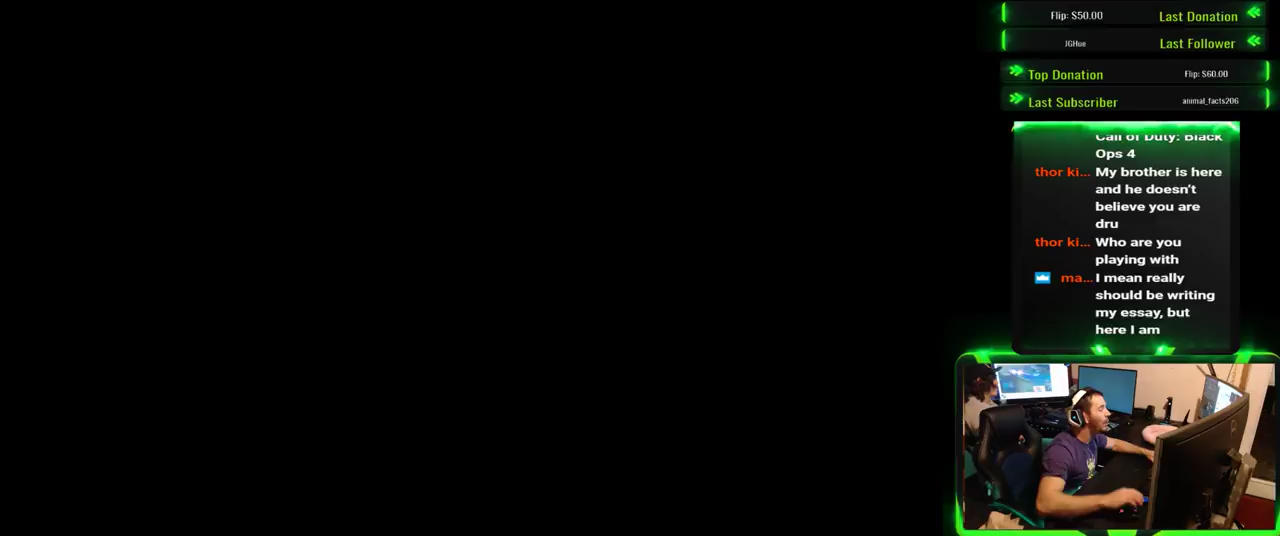 Flip: $50.00 Last Donation
JGHue Last Follower
Top Donation Flip: $60.00
Last Subscriber animal_facts206
Call of Duty: Black
Ops 4
thor ki... My brother is here
and he doesn't
believe you are
dru
thor ki... Who are you
playing with
ma... I mean really
should be writing
my essay, but
here I am